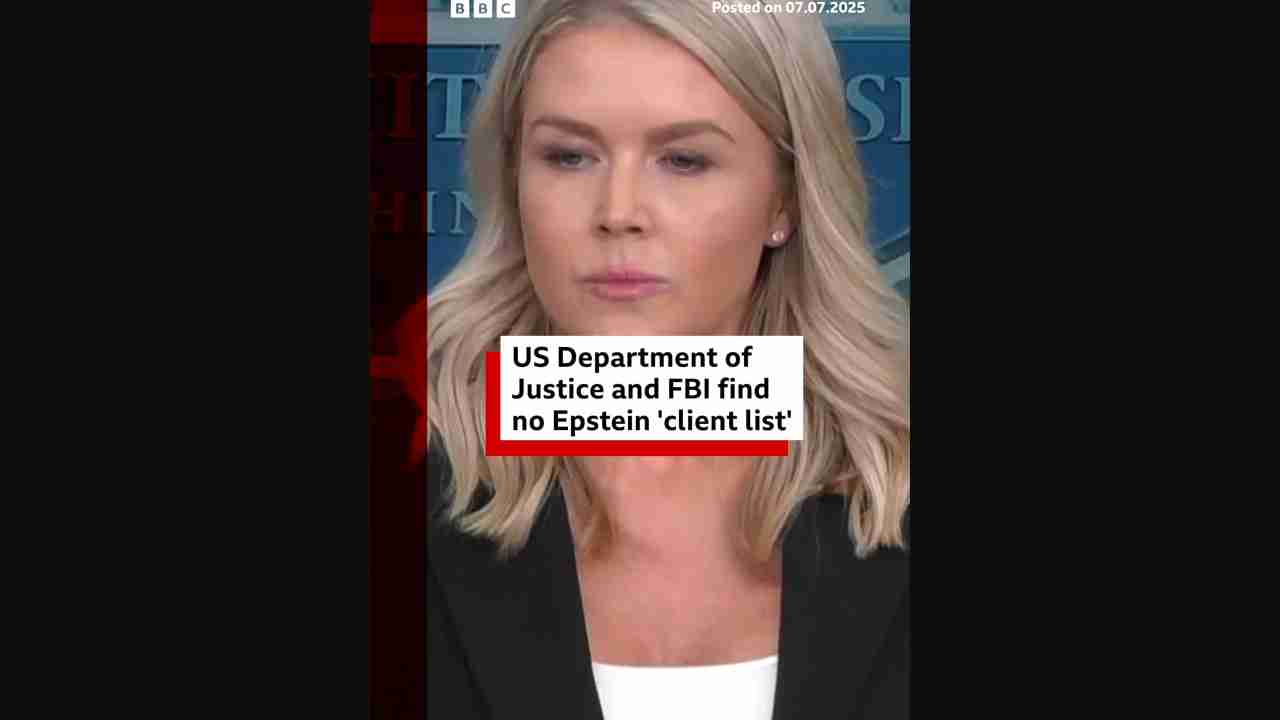 BBC
Posted on 07.07.2025
US Department of
Justice and FBI find
no Epstein 'client list'